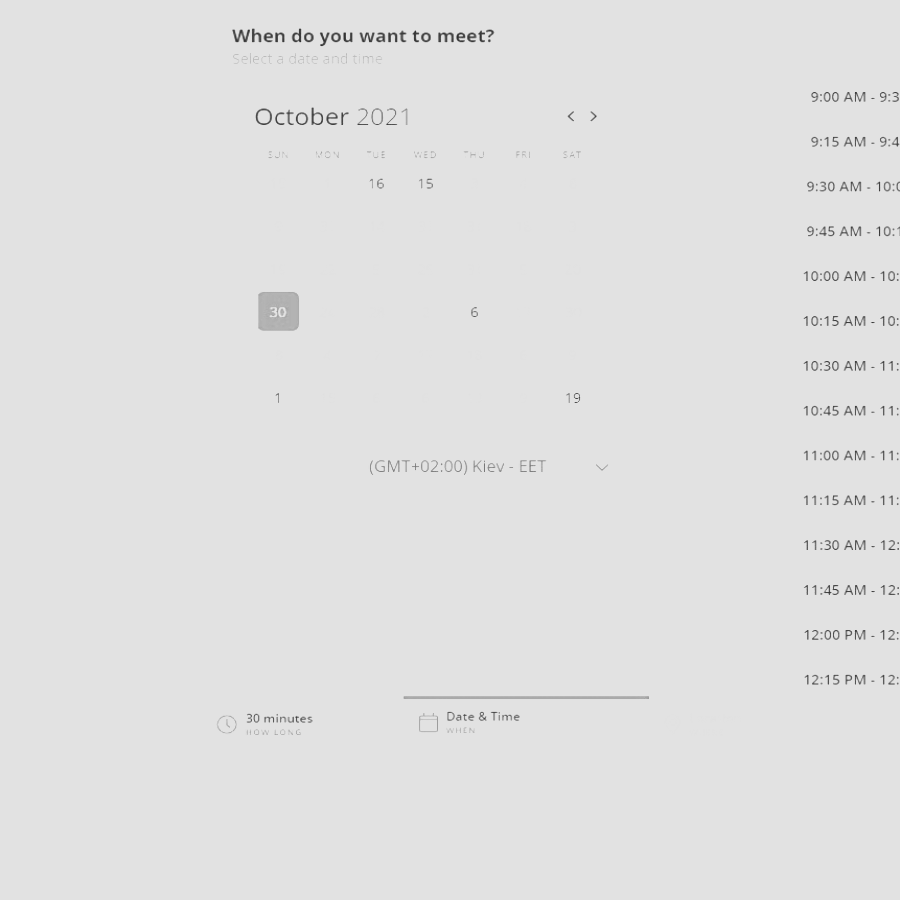 When do you want to meet?
Select a date and time
October 2021
SUN MON TUE WED THU FRI SAT
16 15
30 6
1 19
(GMT+02:00) Kiev - EET
30 minutes
HOW LONG
Date & Time
WHEN
9:00 AM - 9:3
9:15 AM - 9:4
9:30 AM - 10:0
9:45 AM - 10:1
10:00 AM - 10:
10:15 AM - 10:
10:30 AM - 11:
10:45 AM - 11:
11:00 AM - 11:
11:15 AM - 11:
11:30 AM - 12:
11:45 AM - 12:
12:00 PM - 12:
12:15 PM - 12: